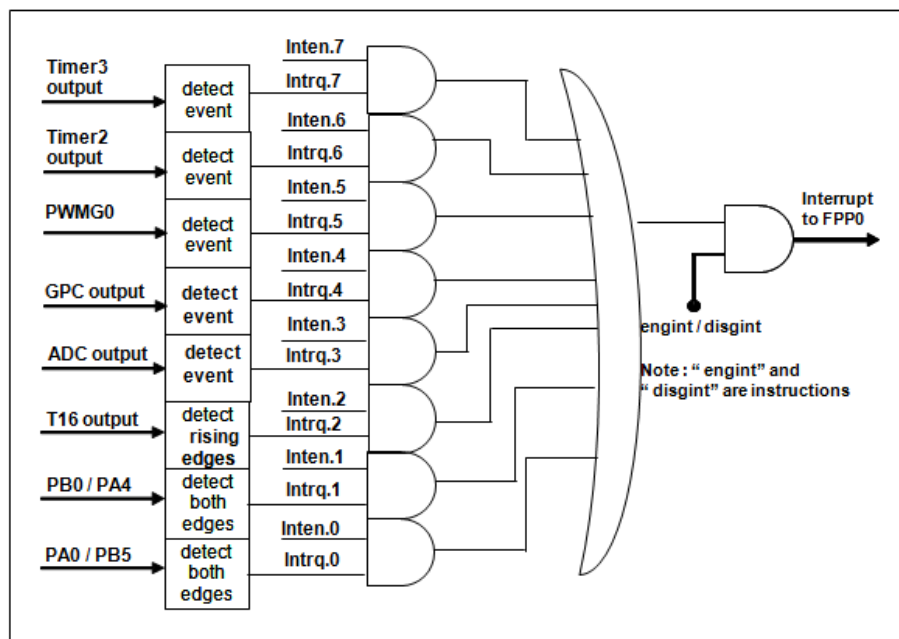 Timer3
output
detect
event
Inten.7
Intrq.7
Timer2
output
detect
event
Inten.6
Intrq.6
PWMG0
detect
event
Inten.5
Intrq.5
GPC output
detect
event
Inten.4
Intrq.4
ADC output
detect
event
Inten.3
Intrq.3
T16 output
detect
rising
edges
Inten.2
Intrq.2
PB0 / PA4
detect
both
edges
Inten.1
Intrq.1
PA0 / PB5
detect
both
edges
Inten.0
Intrq.0
Interrupt
to FPP0
engint / disgint
Note : “ engint” and
“ disgint” are instructions